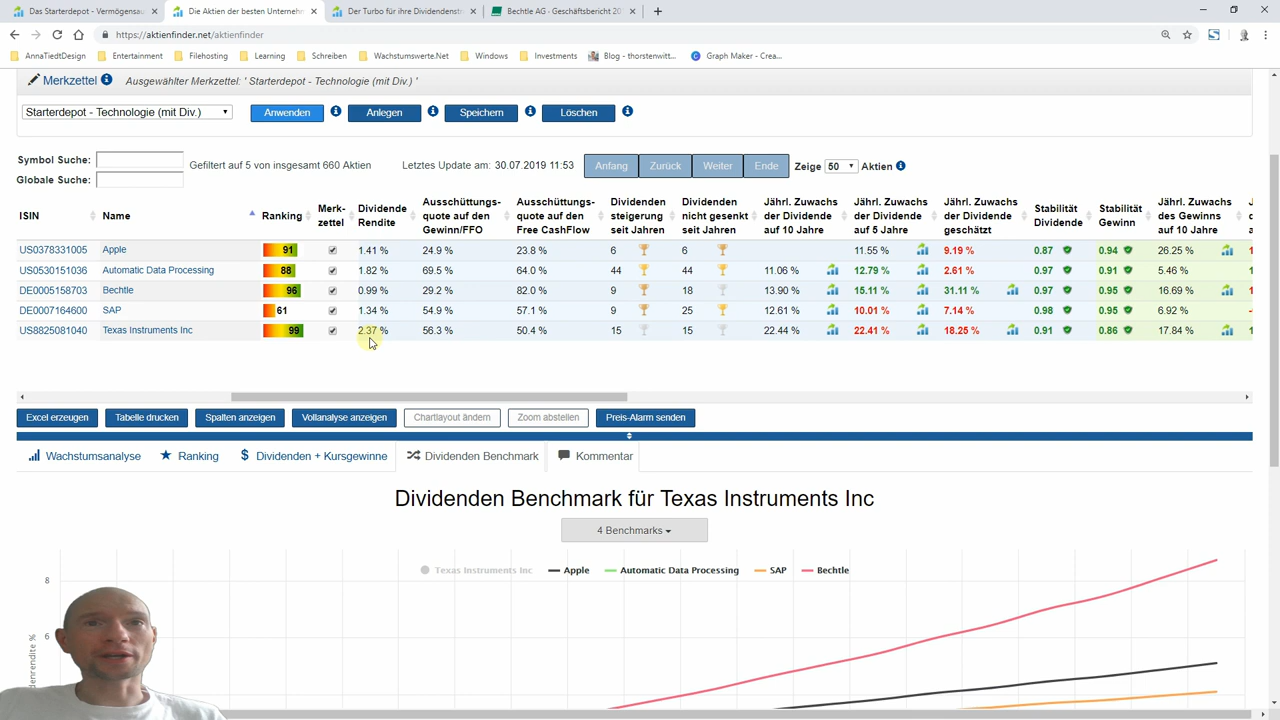 Das Starterdepot - Vermögensau
Die Aktien der besten Unterneh
Der Turbo für ihre Dividendenst
Bechtle AG - Geschäftsbericht 20
https://aktienfinder.net/aktienfinder
AnnaTiedtDesign Entertainment Filehosting Learning Schreiben Wachstumswerte.Net Windows Investments Blog - thorstenwitt... Graph Maker - Crea...
Merkzettel Ausgewählter Merkzettel: ' Starterdepot - Technologie (mit Div.) '
Starterdepot - Technologie (mit Div.) Anwenden Anlegen Speichern Löschen
Symbol Suche: Gefiltert auf 5 von insgesamt 660 Aktien Letztes Update am: 30.07.2019 11:53 Anfang Zurück Weiter Ende Zeige 50 Aktien
Globale Suche:
ISIN Name Ranking Merk-zettel Dividende Rendite Ausschüttungs-quote auf den Gewinn/FFO Ausschüttungs-quote auf den Free CashFlow Dividenden steigerung seit Jahren Dividenden nicht gesenkt seit Jahren Jährl. Zuwachs der Dividende auf 10 Jahre Jährl. Zuwachs der Dividende auf 5 Jahre Jährl. Zuwachs der Dividende geschätzt Stabilität Dividende Stabilität Gewinn Jährl. Zuwachs des Gewinns auf 10 Jahre
US0378331005 Apple 91 1.41 % 24.9 % 23.8 % 6 6 11.55 % 9.19 % 0.87 0.94 26.25 %
US0530151036 Automatic Data Processing 88 1.82 % 69.5 % 64.0 % 44 44 11.06 % 12.79 % 2.61 % 0.97 0.91 5.46 %
DE0005158703 Bechtle 96 0.99 % 29.2 % 82.0 % 9 18 13.90 % 15.11 % 31.11 % 0.97 0.95 16.69 %
DE0007164600 SAP 61 1.34 % 54.9 % 57.1 % 9 25 12.61 % 10.01 % 7.14 % 0.98 0.95 6.92 %
US8825081040 Texas Instruments Inc 99 2.37 % 56.3 % 50.4 % 15 15 22.44 % 22.41 % 18.25 % 0.91 0.86 17.84 %
Excel erzeugen Tabelle drucken Spalten anzeigen Vollanalyse anzeigen Chartlayout ändern Zoom abstellen Preis-Alarm senden
Wachstumsanalyse Ranking Dividenden + Kursgewinne Dividenden Benchmark Kommentar
Dividenden Benchmark für Texas Instruments Inc
4 Benchmarks
Texas Instruments Inc Apple Automatic Data Processing SAP Bechtle
8
6
dendenrendite %